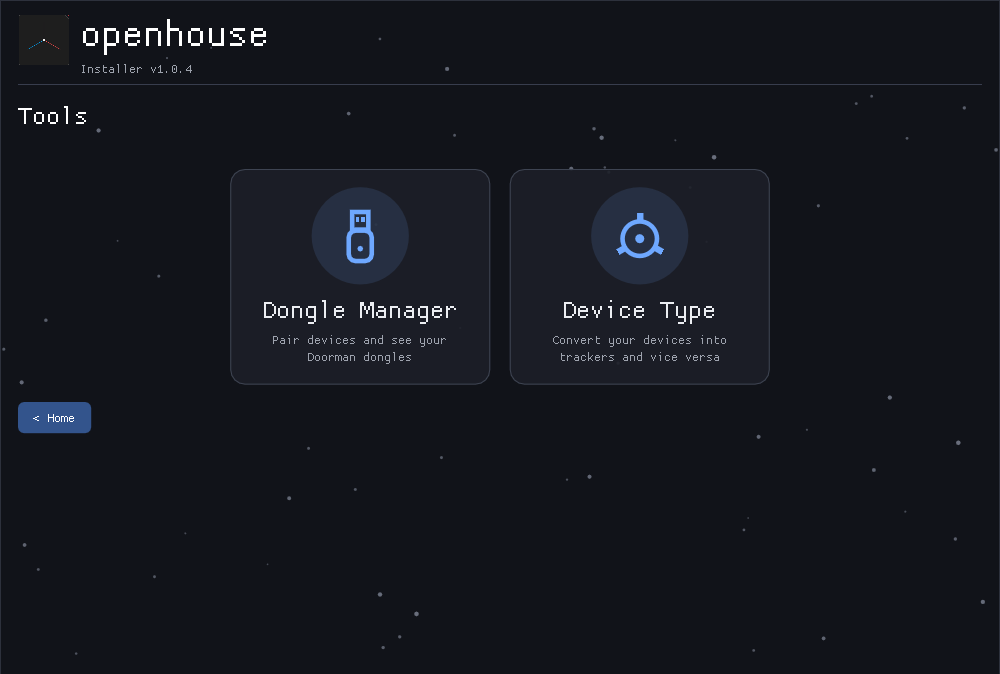 openhouse
Installer v1.0.4
Tools
Dongle Manager
Pair devices and see your
Doorman dongles
Device Type
Convert your devices into
trackers and vice versa
< Home